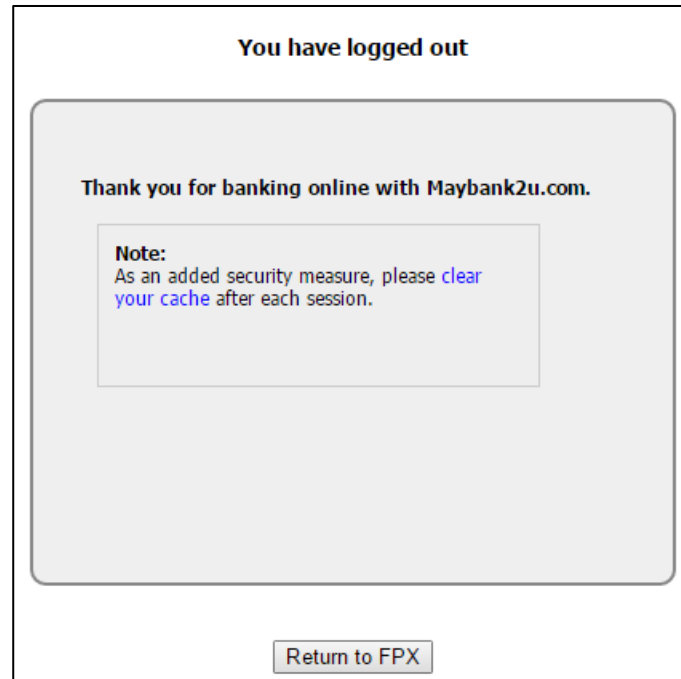 You have logged out
Thank you for banking online with Maybank2u.com.
Note:
As an added security measure, please clear
your cache after each session.
Return to FPX